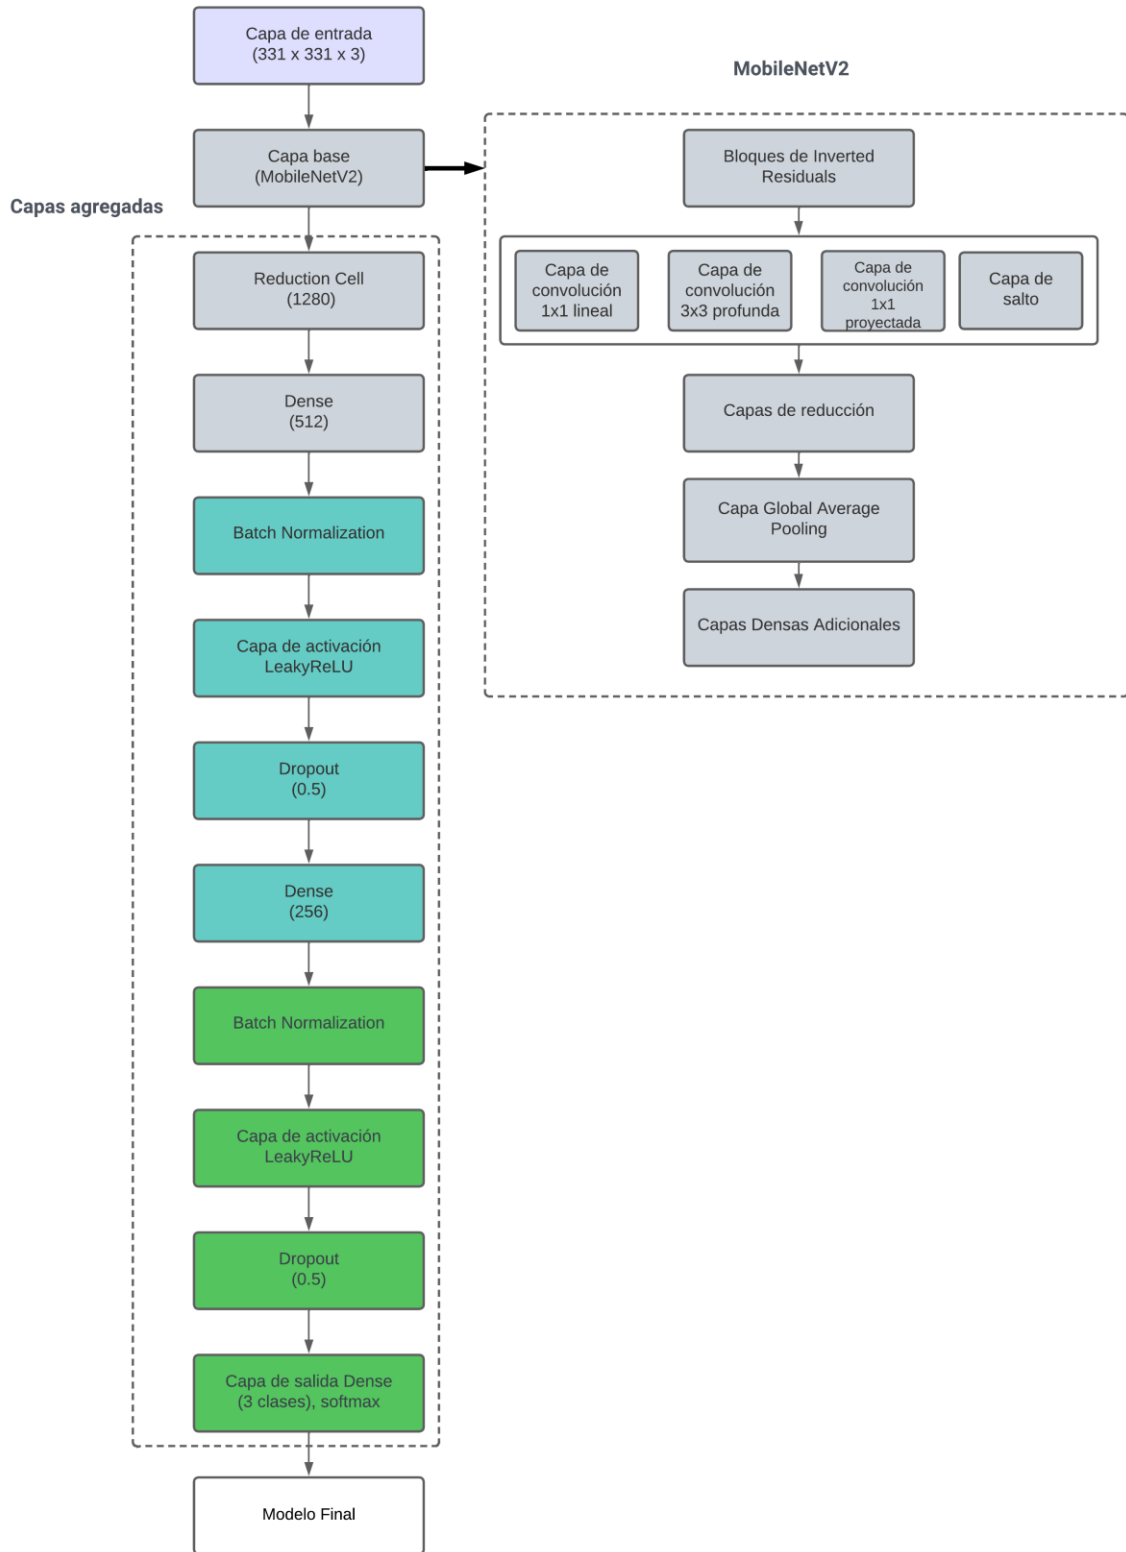 Capa de entrada
(331 x 331 x 3)
MobileNetV2
Capa base
(MobileNetV2)
Capas agregadas
Reduction Cell
(1280)
Dense
(512)
Batch Normalization
Capa de activación
LeakyReLU
Dropout
(0.5)
Dense
(256)
Batch Normalization
Capa de activación
LeakyReLU
Dropout
(0.5)
Capa de salida Dense
(3 clases), softmax
Modelo Final
Bloques de Inverted
Residuals
Capa de
convolución
1x1 lineal
Capa de
convolución
3x3 profunda
Capa de
convolución
1x1
proyectada
Capa de
salto
Capas de reducción
Capa Global Average
Pooling
Capas Densas Adicionales